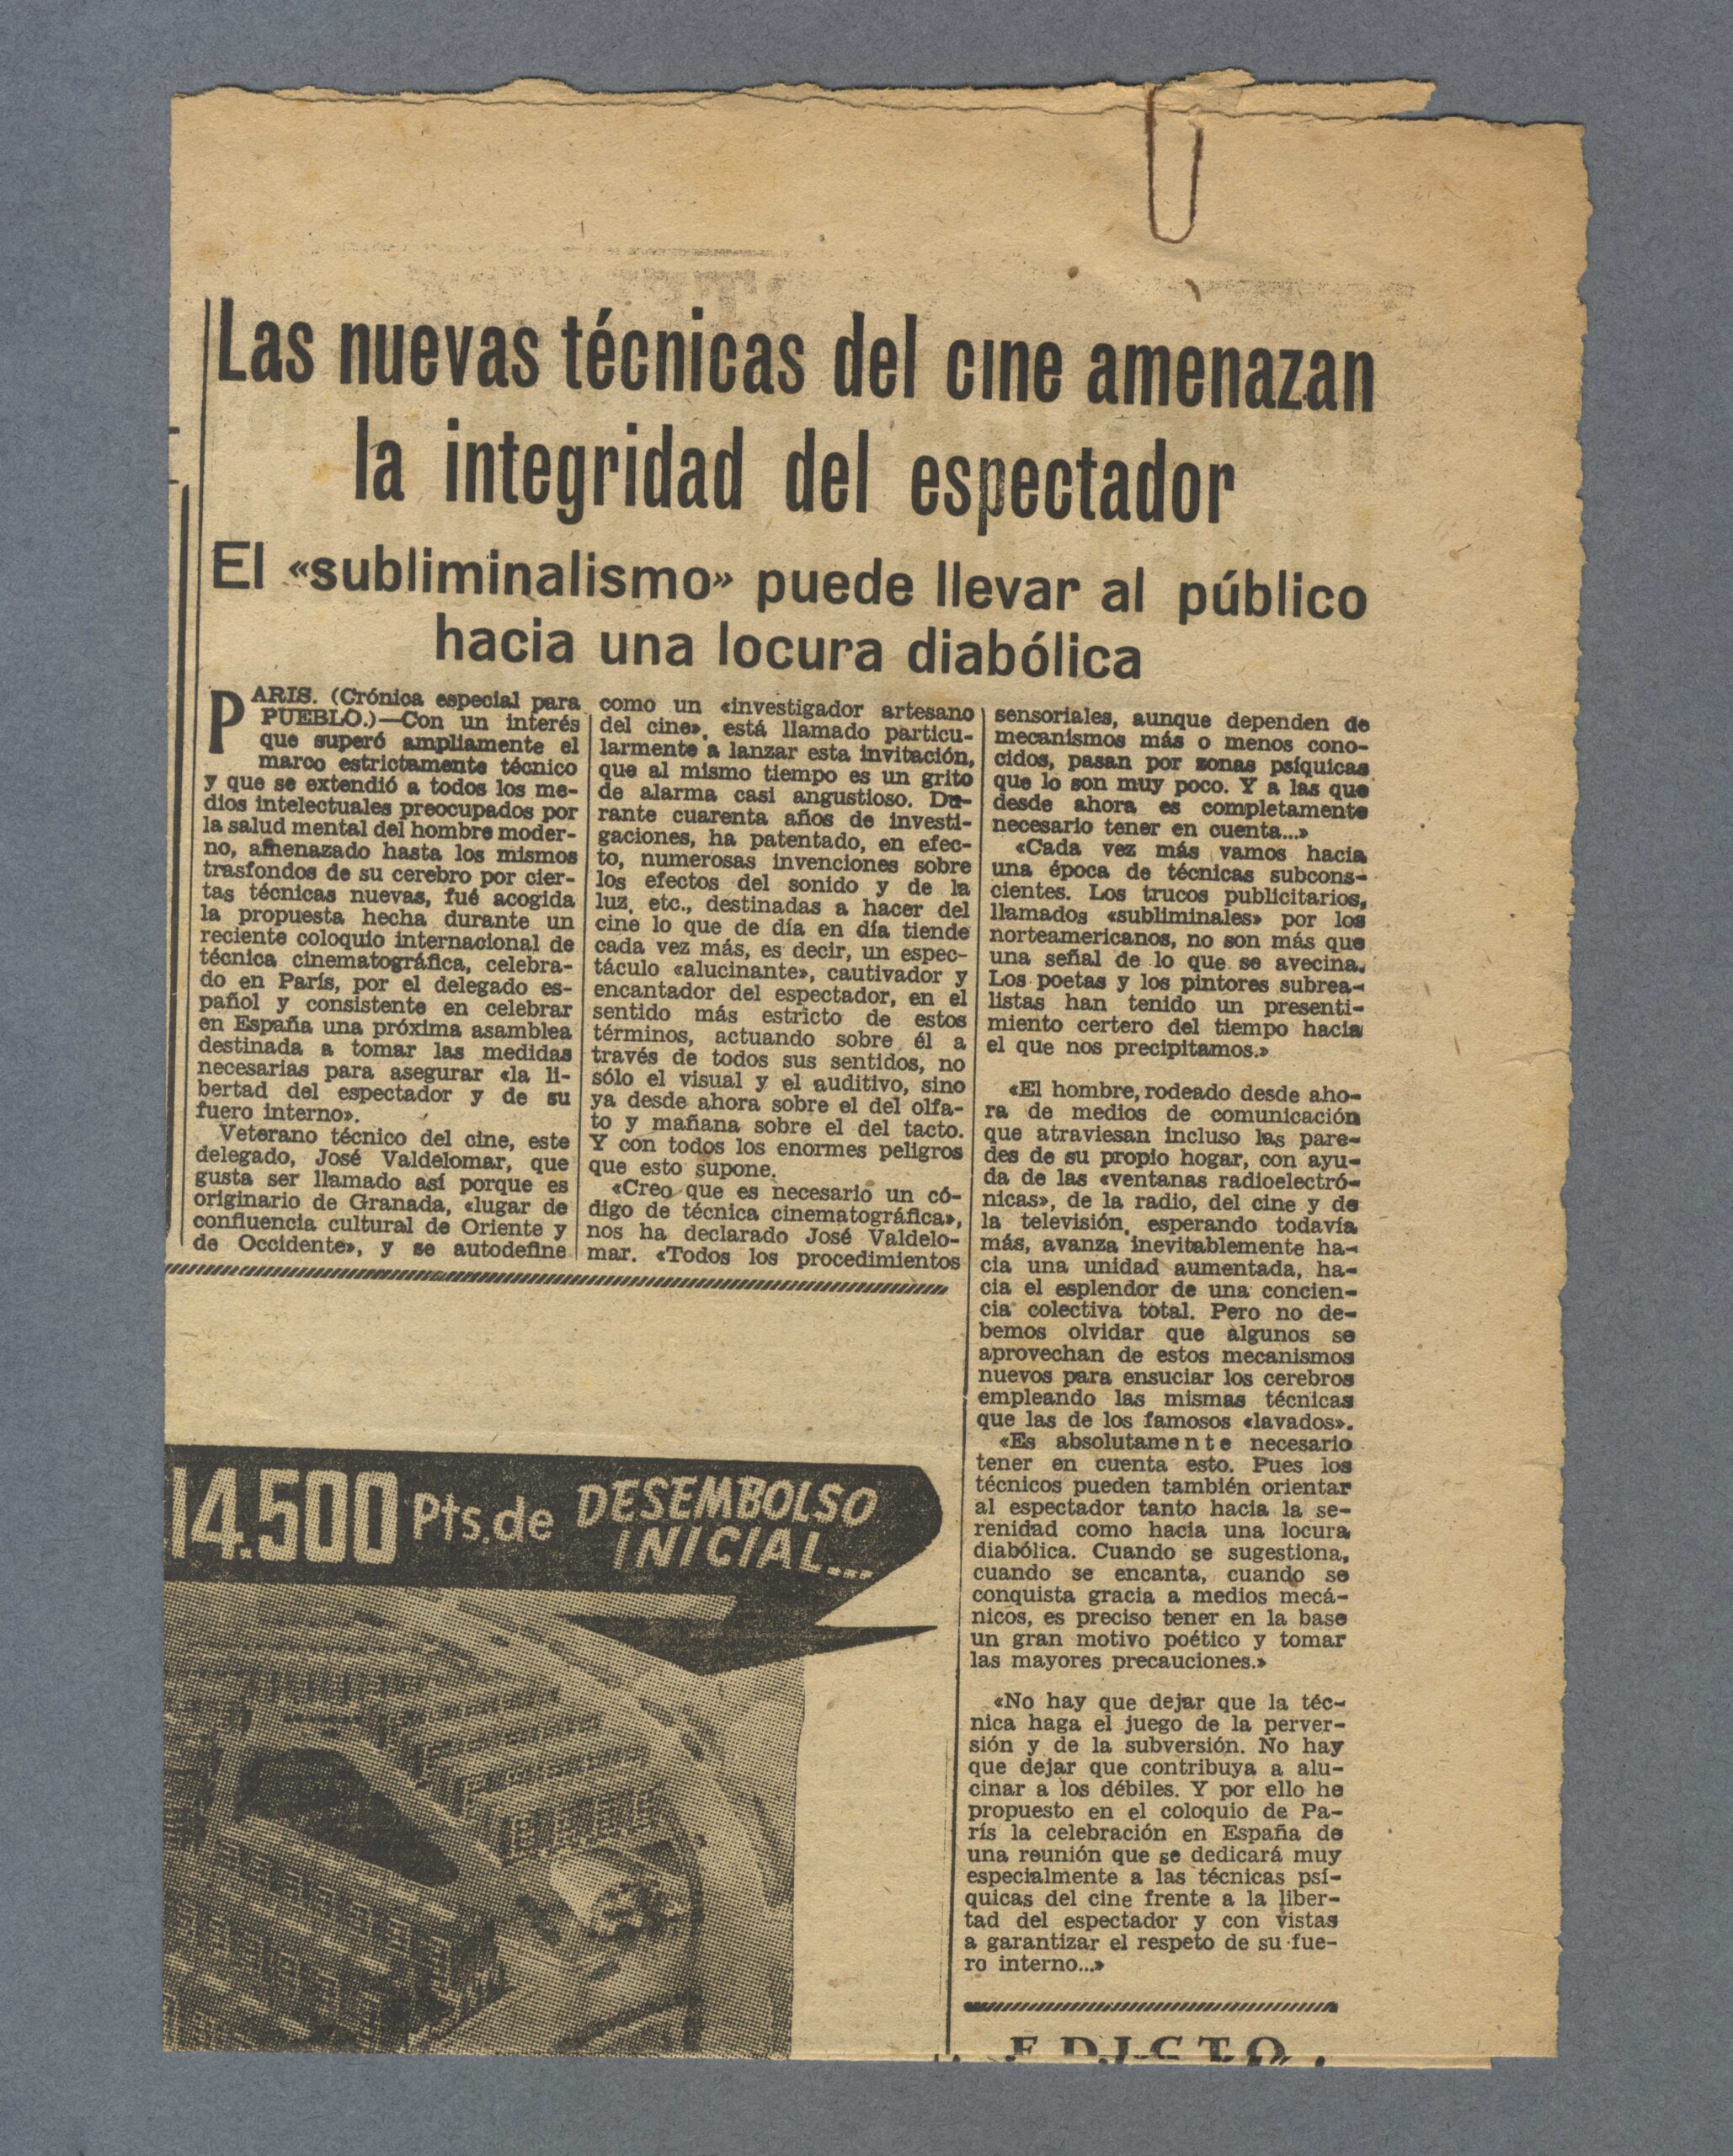 Las nuevas técnicas del cine amenazan
la integridad del espectador
El «subliminalismo» puede llevar al público
hacia una locura diabólica
PARIS. (Crónica especial para
PUEBLO.)—Con un interés
que superó ampliamente el
marco estrictamente técnico
y que se extendió a todos los me-
dios intelectuales preocupados por
la salud mental del hombre moder-
no, amenazado hasta los mismos
trasfondos de su cerebro por cier-
tas técnicas nuevas, fué acogida
la propuesta hecha durante un
reciente coloquio internacional de
técnica cinematográfica, celebra-
do en París, por el delegado es-
pañol y consistente en celebrar
en España una próxima asamblea
destinada a tomar las medidas
necesarias para asegurar «la li-
bertad del espectador y de su
fuero interno».
Veterano técnico del cine, este
delegado, José Valdelomar, que
gusta ser llamado así porque es
originario de Granada, «lugar de
confluencia cultural de Oriente y
de Occidente», y se autodefine
como un «investigador artesano
del cine», está llamado particu-
larmente a lanzar esta invitación,
que al mismo tiempo es un grito
de alarma casi angustioso. Du-
rante cuarenta años de investi-
gaciones, ha patentado, en efec-
to, numerosas invenciones sobre
los efectos del sonido y de la
luz, etc., destinadas a hacer del
cine lo que de día en día tiende
cada vez más, es decir, un espec-
táculo «alucinante», cautivador y
encantador del espectador, en el
sentido más estricto de estos
términos, actuando sobre él a
través de todos sus sentidos, no
sólo el visual y el auditivo, sino
ya desde ahora sobre el del olfa-
to y mañana sobre el del tacto.
Y con todos los enormes peligros
que esto supone.
«Creo que es necesario un có-
digo de técnica cinematográfica»,
nos ha declarado José Valdelo-
mar. «Todos los procedimientos
sensoriales, aunque dependen de
mecanismos más o menos cono-
cidos, pasan por zonas psíquicas
que lo son muy poco. Y a las que
desde ahora es completamente
necesario tener en cuenta...»
«Cada vez más vamos hacia
una época de técnicas subcons-
cientes. Los trucos publicitarios,
llamados «subliminales» por los
norteamericanos, no son más que
una señal de lo que se avecina.
Los poetas y los pintores subrea-
listas han tenido un presenti-
miento certero del tiempo hacia
el que nos precipitamos.»
«El hombre, rodeado desde aho-
ra de medios de comunicación
que atraviesan incluso las pare-
des de su propio hogar, con ayu-
da de las «ventanas radioelectró-
nicas», de la radio, del cine y de
la televisión, esperando todavía
más, avanza inevitablemente ha-
cia una unidad aumentada, ha-
cia el esplendor de una concien-
cia colectiva total. Pero no de-
bemos olvidar que algunos se
aprovechan de estos mecanismos
nuevos para ensuciar los cerebros
empleando las mismas técnicas
que las de los famosos «lavados».
«Es absolutamente necesario
tener en cuenta esto. Pues los
técnicos pueden también orientar
al espectador tanto hacia la se-
renidad como hacia una locura
diabólica. Cuando se sugestiona,
cuando se encanta, cuando se
conquista gracia a medios mecá-
nicos, es preciso tener en la base
un gran motivo poético y tomar
las mayores precauciones.»
«No hay que dejar que la téc-
nica haga el juego de la perver-
sión y de la subversión. No hay
que dejar que contribuya a alu-
cinar a los débiles. Y por ello he
propuesto en el coloquio de Pa-
rís la celebración en España de
una reunión que se dedicará muy
especialmente a las técnicas psí-
quicas del cine frente a la liber-
tad del espectador y con vistas
a garantizar el respeto de su fue-
ro interno...»
14.500 Pts. de DESEMBOLSO
INICIAL...
EDICTO